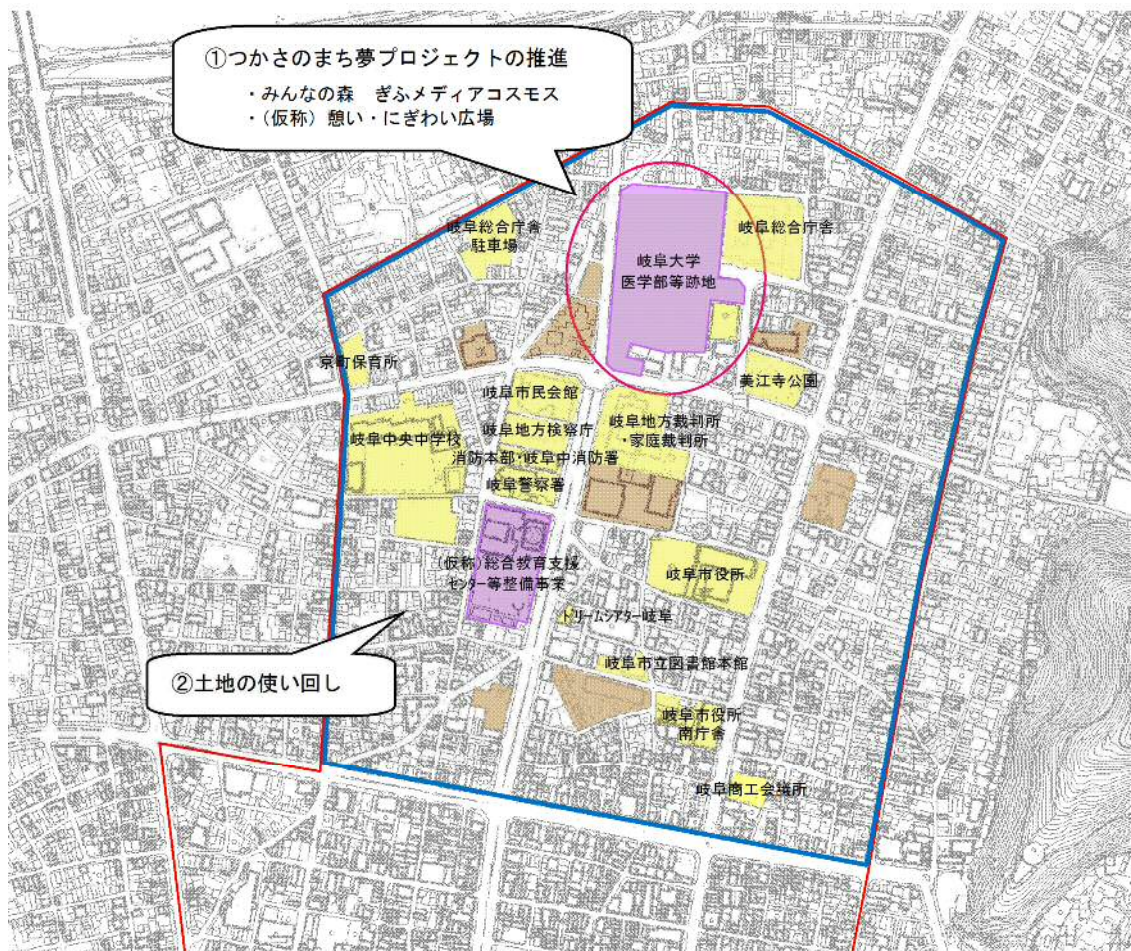 ①つかさのまち夢プロジェクトの推進
・みんなの森　ぎふメディアコスモス
・(仮称）憩い・にぎわい広場
岐阜総合庁舎
駐車場
岐阜大学
医学部等跡地
岐阜総合庁舎
京町保育所
美江寺公園
岐阜市民会館
岐阜地方検察庁
消防本部・岐阜中消防署
岐阜警察署
岐阜地方裁判所
・家庭裁判所
岐阜中央中学校
(仮称)総合教育支援
センター等整備事業
岐阜市役所
ドリームシアター岐阜
岐阜市立図書館本館
②土地の使い回し
岐阜市役所
南庁舎
岐阜商工会議所